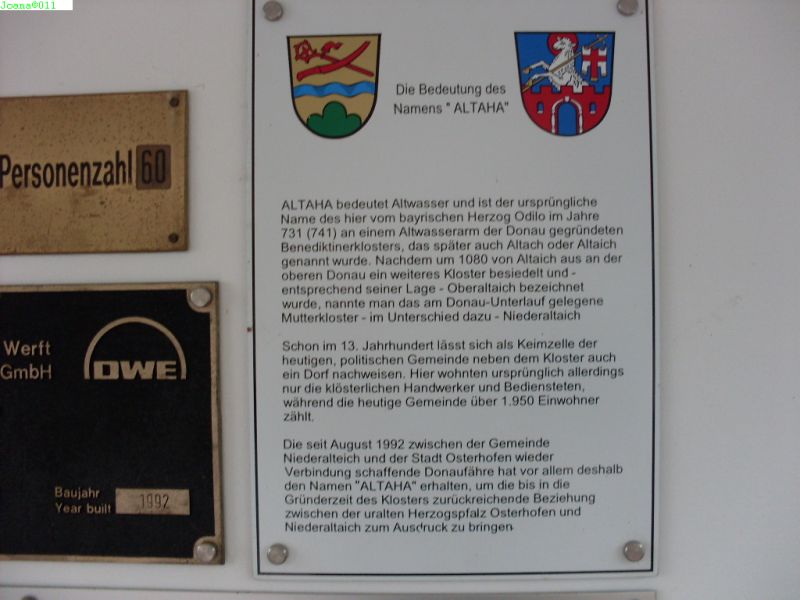 Joana©011
Personenzahl 60
Werft
GmbH
DWE
Baujahr
Year built 1992
Die Bedeutung des
Namens " ALTAHA"
ALTAHA bedeutet Altwasser und ist der ursprüngliche
Name des hier vom bayrischen Herzog Odilo im Jahre
731 (741) an einem Altwasserarm der Donau gegründeten
Benediktinerklosters, das später auch Altach oder Altaich
genannt wurde. Nachdem um 1080 von Altaich aus an der
oberen Donau ein weiteres Kloster besiedelt und -
entsprechend seiner Lage - Oberaltaich bezeichnet
wurde, nannte man das am Donau-Unterlauf gelegene
Mutterkloster - im Unterschied dazu - Niederaltaich
Schon im 13. Jahrhundert lässt sich als Keimzelle der
heutigen, politischen Gemeinde neben dem Kloster auch
ein Dorf nachweisen. Hier wohnten ursprünglich allerdings
nur die klösterlichen Handwerker und Bediensteten,
während die heutige Gemeinde über 1.950 Einwohner
zählt.
Die seit August 1992 zwischen der Gemeinde
Niederalteich und der Stadt Osterhofen wieder
Verbindung schaffende Donaufähre hat vor allem deshalb
den Namen "ALTAHA" erhalten, um die bis in die
Gründerzeit des Klosters zurückreichende Beziehung
zwischen der uralten Herzogspfalz Osterhofen und
Niederaltaich zum Ausdruck zu bringen.